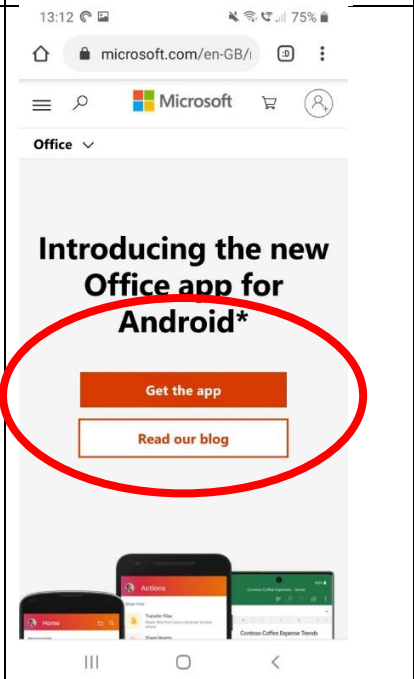 13:12 75%
microsoft.com/en-GB/
:D
Microsoft
Office
Introducing the new
Office app for
Android*
Get the app
Read our blog
Actions
Transfer Files
Home
Share Nearby
Contoso Coffee Expense Trends